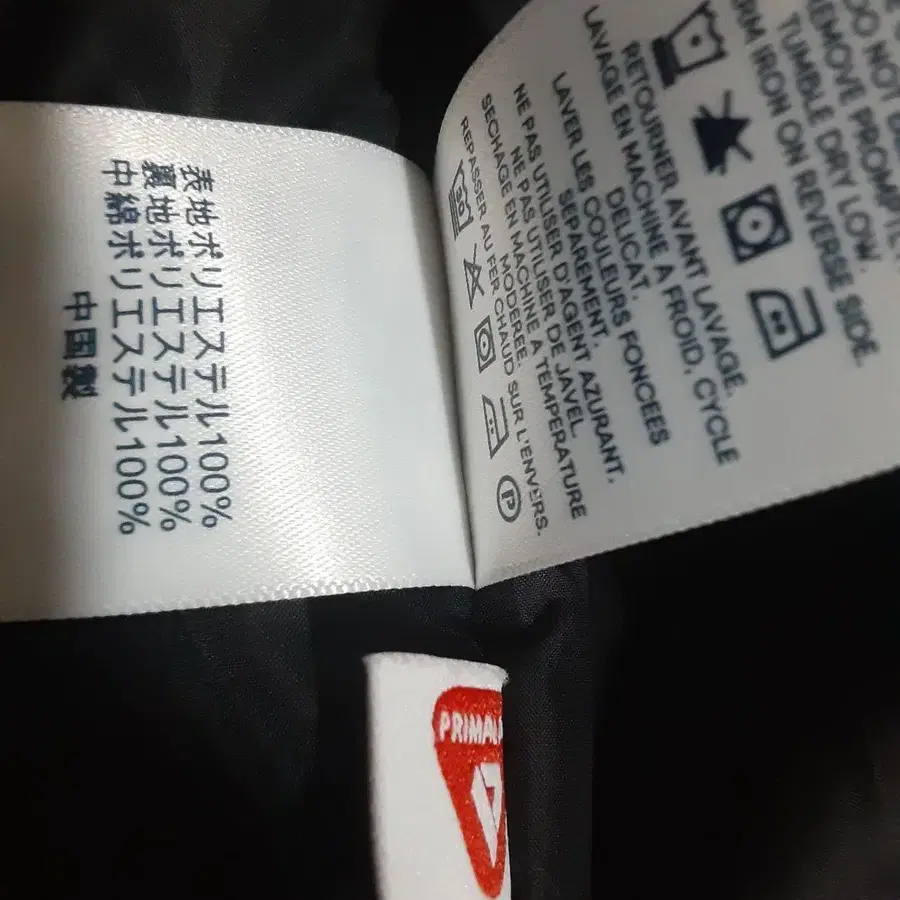 表地ポリエステル100%
裏地ポリエステル100%
中綿ポリエステル100%
中国製
DO NOT
REMOVE PROMPTLY
TUMBLE DRY LOW.
IRON ON REVERSE SIDE.
RETOURNER AVANT LAVAGE.
LAVAGE EN MACHINE A FROID, CYCLE
DELICAT.
LAVER LES COULEURS FONCEES
SEPAREMENT.
NE PAS UTILISER D'AGENT AZURANT.
NE PAS UTILISER DE JAVEL.
SECHAGE EN MACHINE A TEMPERATURE
MODEREE.
REPASSER AU FER CHAUD SUR L'ENVERS.
30
P
PRIMAL